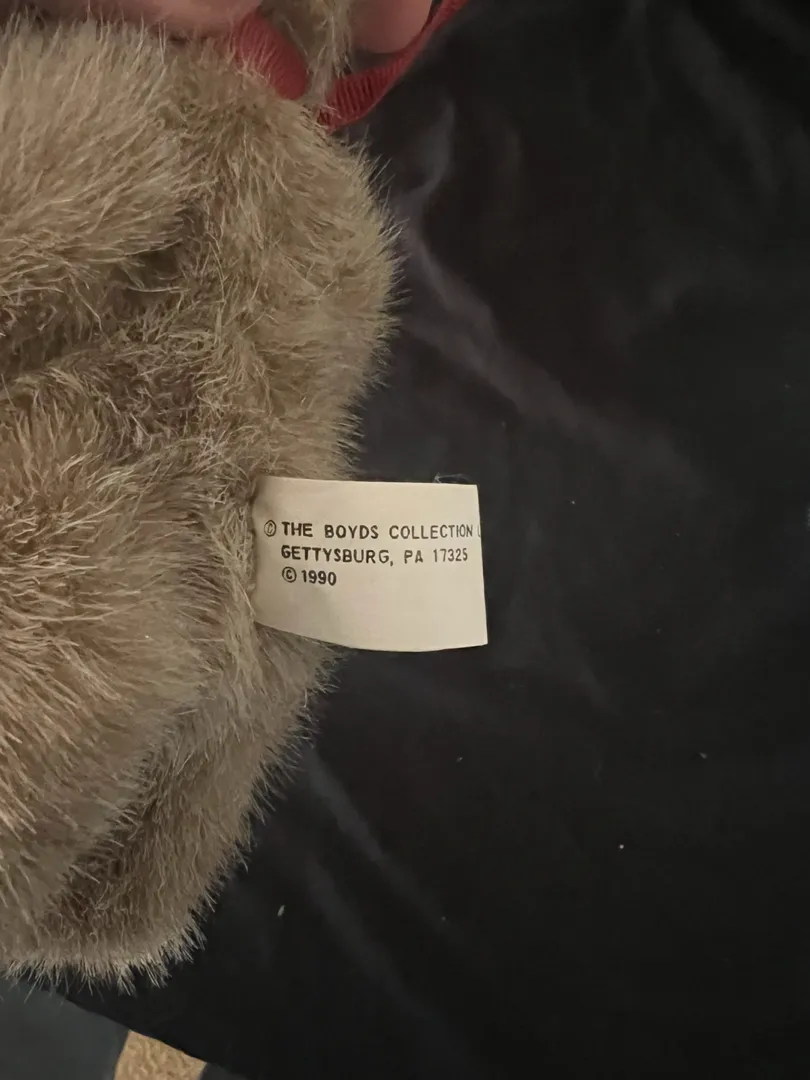 © THE BOYDS COLLECTION L
GETTYSBURG, PA 17325
© 1990